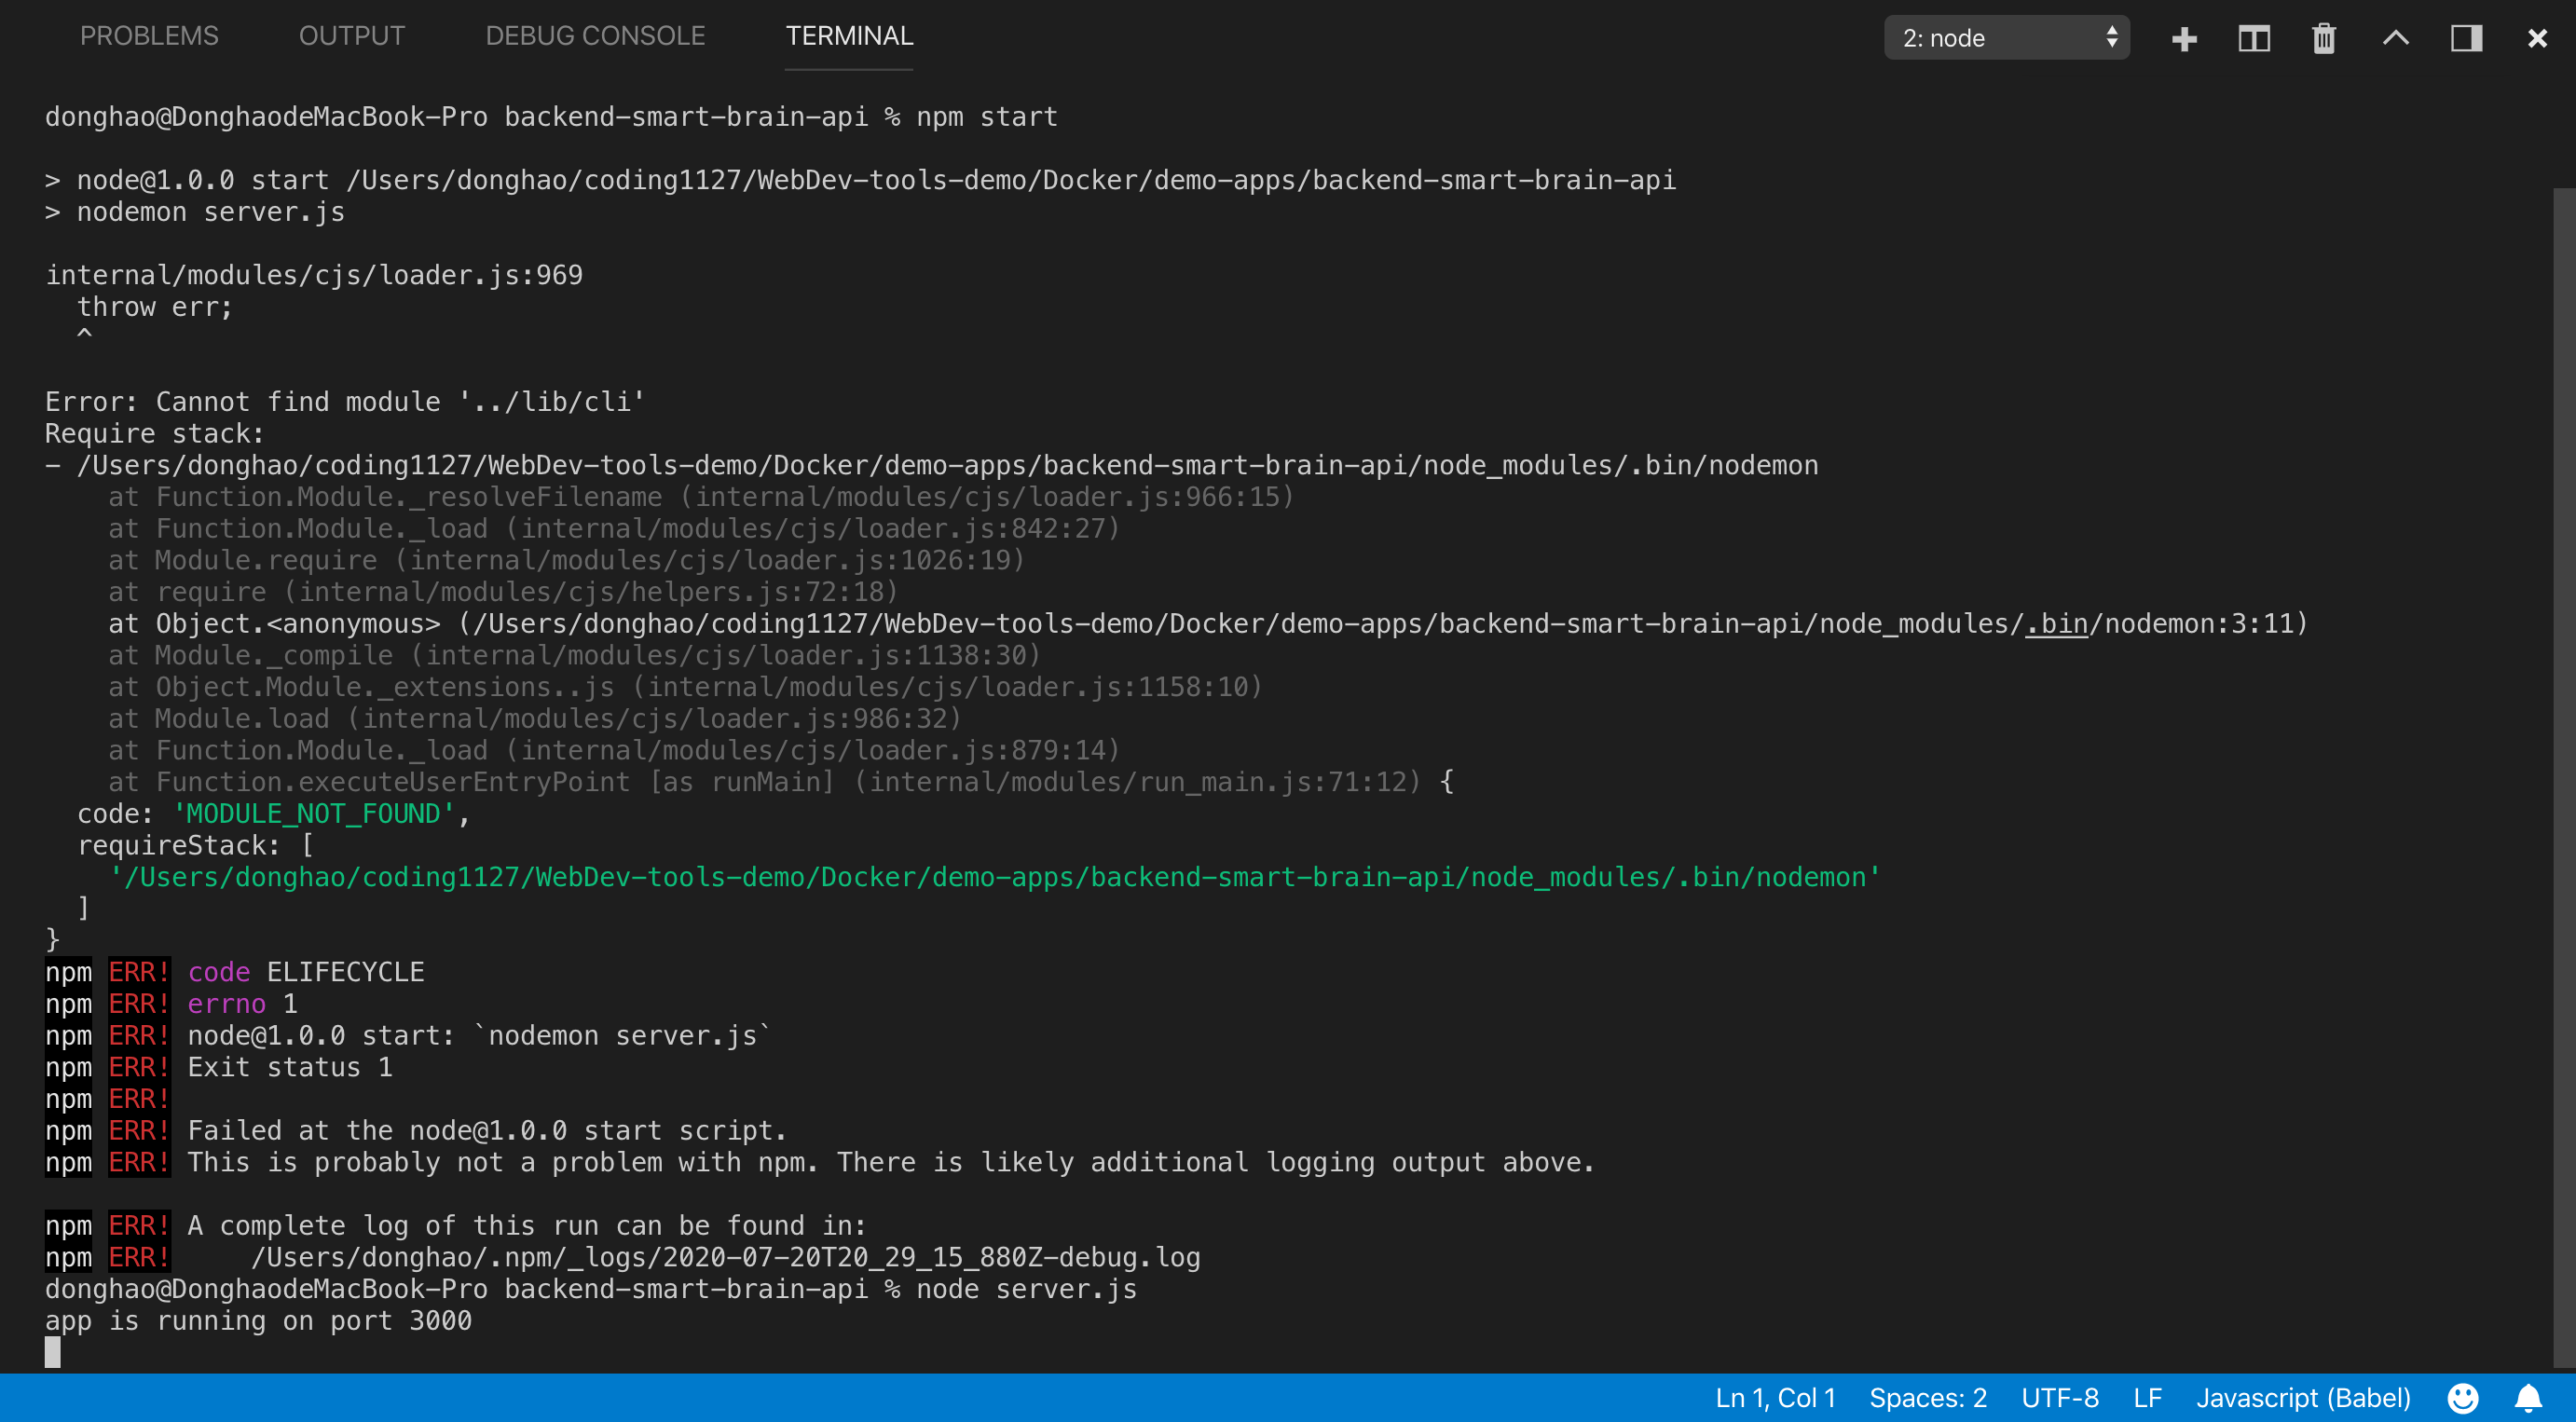 PROBLEMS OUTPUT DEBUG CONSOLE TERMINAL 2: node
donghao@DonghaodeMacBook-Pro backend-smart-brain-api % npm start
> node@1.0.0 start /Users/donghao/coding1127/WebDev-tools-demo/Docker/demo-apps/backend-smart-brain-api
> nodemon server.js
internal/modules/cjs/loader.js:969
  throw err;
  ^
Error: Cannot find module '../lib/cli'
Require stack:
- /Users/donghao/coding1127/WebDev-tools-demo/Docker/demo-apps/backend-smart-brain-api/node_modules/.bin/nodemon
    at Function.Module._resolveFilename (internal/modules/cjs/loader.js:966:15)
    at Function.Module._load (internal/modules/cjs/loader.js:842:27)
    at Module.require (internal/modules/cjs/loader.js:1026:19)
    at require (internal/modules/cjs/helpers.js:72:18)
    at Object.<anonymous> (/Users/donghao/coding1127/WebDev-tools-demo/Docker/demo-apps/backend-smart-brain-api/node_modules/.bin/nodemon:3:11)
    at Module._compile (internal/modules/cjs/loader.js:1138:30)
    at Object.Module._extensions..js (internal/modules/cjs/loader.js:1158:10)
    at Module.load (internal/modules/cjs/loader.js:986:32)
    at Function.Module._load (internal/modules/cjs/loader.js:879:14)
    at Function.executeUserEntryPoint [as runMain] (internal/modules/run_main.js:71:12) {
  code: 'MODULE_NOT_FOUND',
  requireStack: [
    '/Users/donghao/coding1127/WebDev-tools-demo/Docker/demo-apps/backend-smart-brain-api/node_modules/.bin/nodemon'
  ]
}
npm ERR! code ELIFECYCLE
npm ERR! errno 1
npm ERR! node@1.0.0 start: `nodemon server.js`
npm ERR! Exit status 1
npm ERR!
npm ERR! Failed at the node@1.0.0 start script.
npm ERR! This is probably not a problem with npm. There is likely additional logging output above.
npm ERR! A complete log of this run can be found in:
npm ERR!     /Users/donghao/.npm/_logs/2020-07-20T20_29_15_880Z-debug.log
donghao@DonghaodeMacBook-Pro backend-smart-brain-api % node server.js
app is running on port 3000
Ln 1, Col 1 Spaces: 2 UTF-8 LF Javascript (Babel)